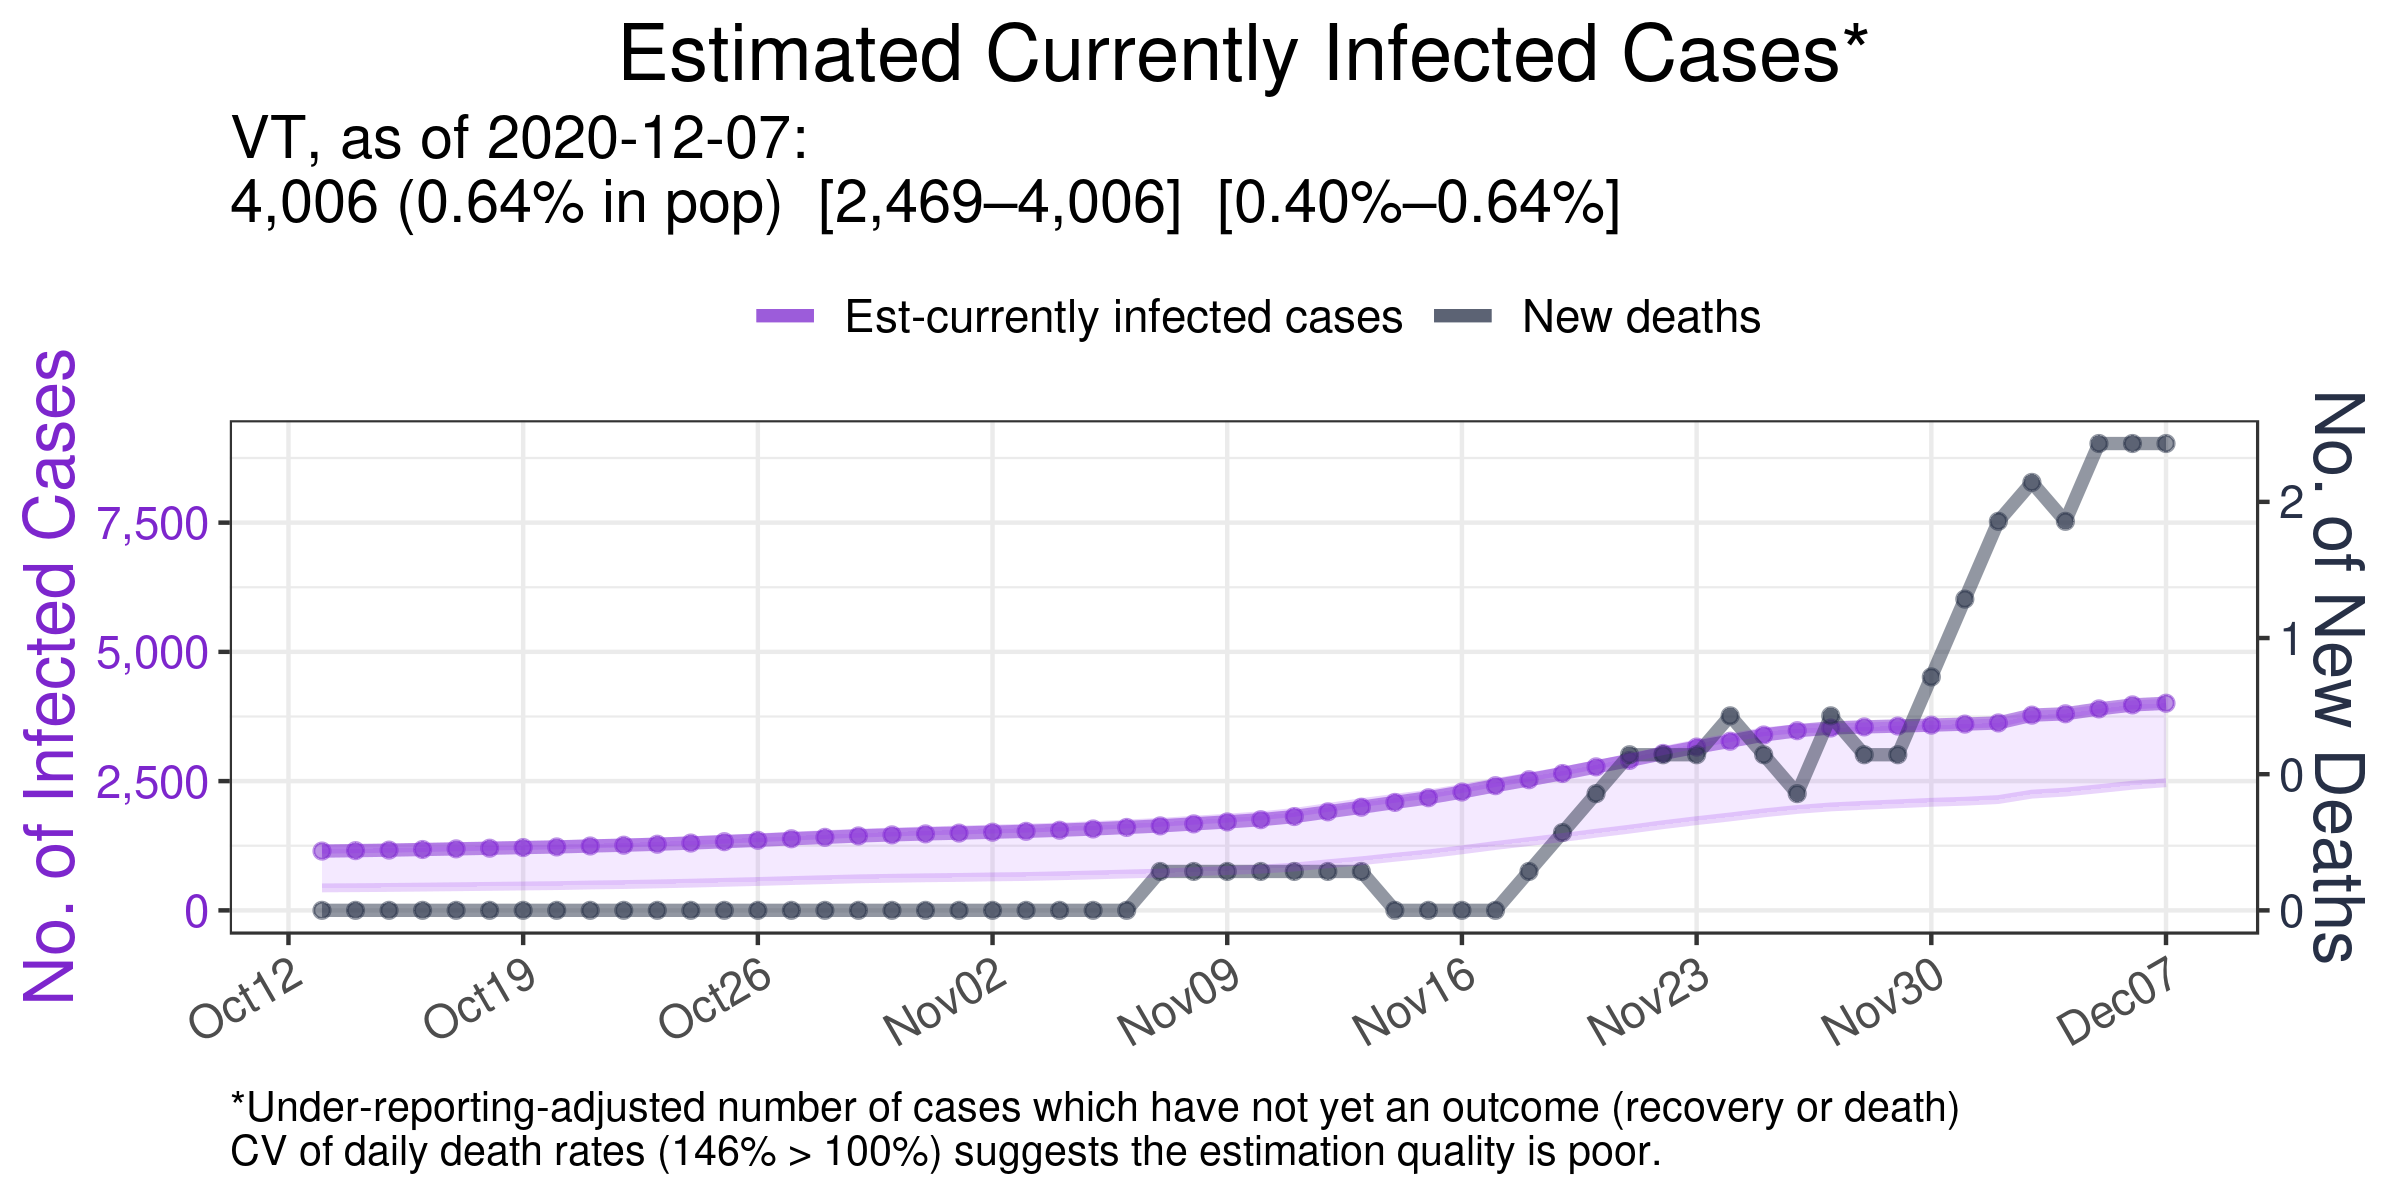 Estimated Currently Infected Cases*
VT, as of 2020-12-07:
4,006 (0.64% in pop)  [2,469–4,006]  [0.40%–0.64%]
Est-currently infected cases
New deaths
No. of Infected Cases
7,500
5,000
2,500
0
2
1
0
0
No. of New Deaths
Oct12
Oct19
Oct26
Nov02
Nov09
Nov16
Nov23
Nov30
Dec07
*Under-reporting-adjusted number of cases which have not yet an outcome (recovery or death)
CV of daily death rates (146% > 100%) suggests the estimation quality is poor.